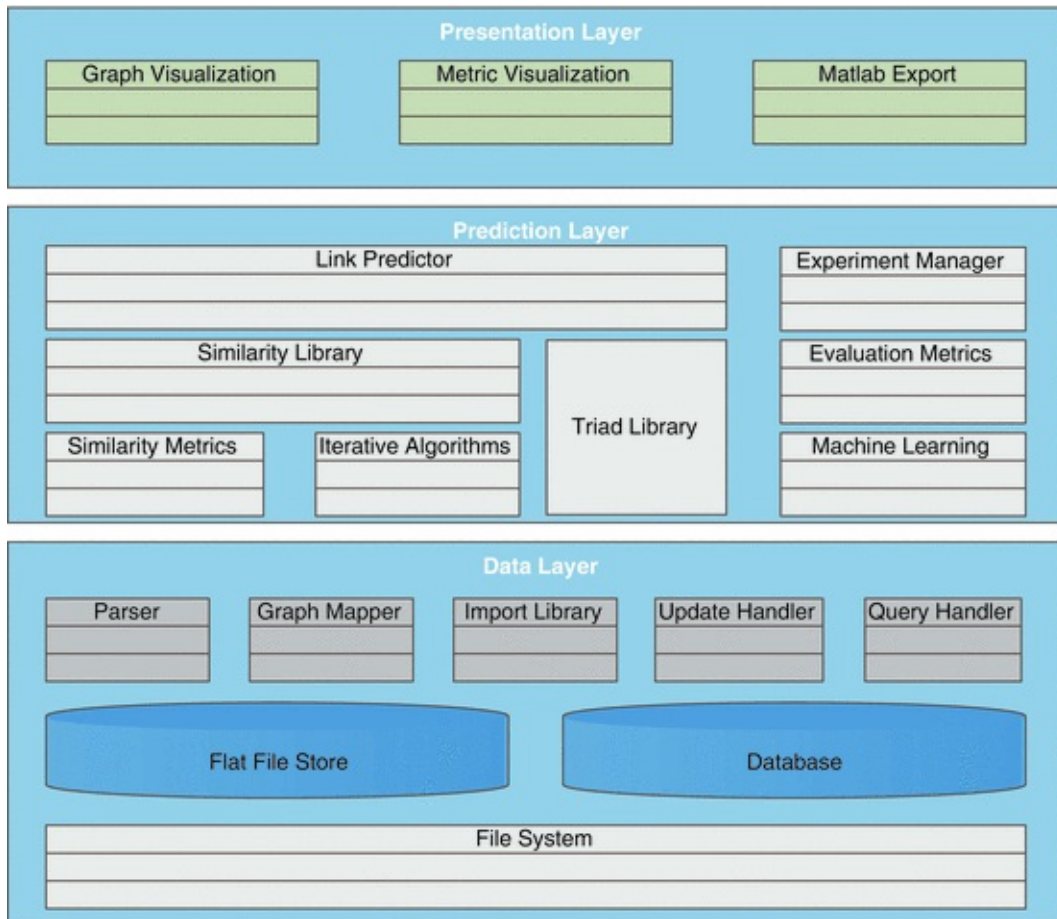 Presentation Layer
Graph Visualization
Metric Visualization
Matlab Export
Prediction Layer
Link Predictor
Experiment Manager
Similarity Library
Triad Library
Evaluation Metrics
Similarity Metrics
Iterative Algorithms
Machine Learning
Data Layer
Parser
Graph Mapper
Import Library
Update Handler
Query Handler
Flat File Store
Database
File System